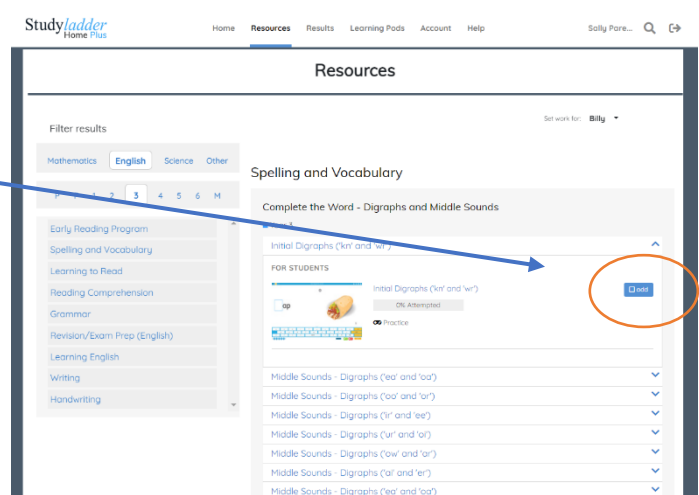 Studyladder
Home Plus
Home Resources Results Learning Pods Account Help Sally Pare...
Resources
Set work for: Billy
Filter results
Mathematics English Science Other
2 3 4 5 6 M
Spelling and Vocabulary
Complete the Word - Digraphs and Middle Sounds
Early Reading Program
Spelling and Vocabulary
Learning to Read
Reading Comprehension
Grammar
Revision/Exam Prep (English)
Learning English
Writing
Handwriting
Initial Digraphs ('kn' and 'wr')
FOR STUDENTS
ap
Initial Digraphs ('kn' and 'wr')
0% Attempted
Practice
add
Middle Sounds - Digraphs ('ea' and 'oa')
Middle Sounds - Digraphs ('oo' and 'or')
Middle Sounds - Digraphs ('ir' and 'ee')
Middle Sounds - Digraphs ('ur' and 'oi')
Middle Sounds - Digraphs ('ow' and 'ar')
Middle Sounds - Digraphs ('ai' and 'er')
Middle Sounds - Digraphs ('ea' and 'oa')